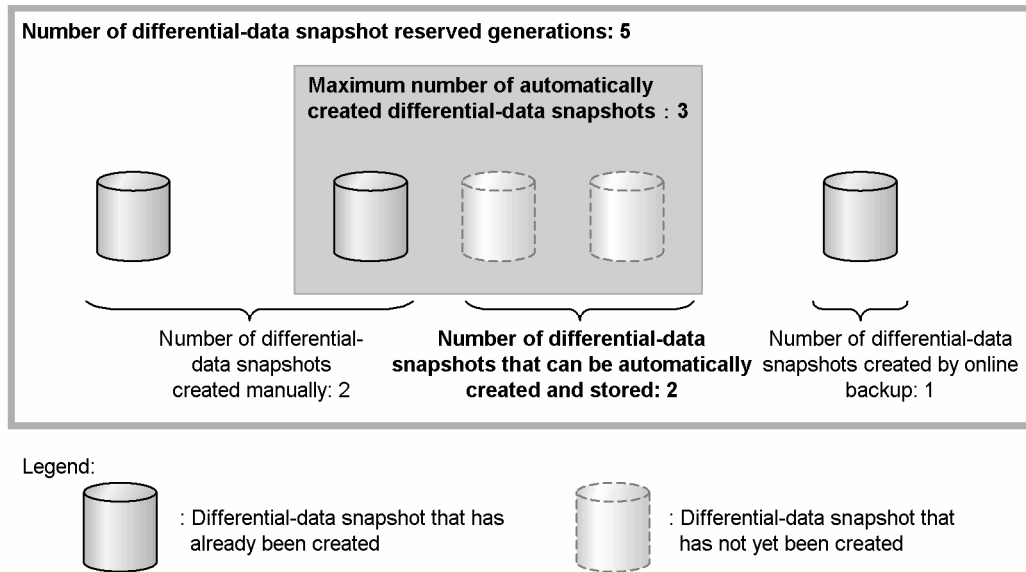 Number of differential-data snapshot reserved generations: 5
Maximum number of automatically
created differential-data snapshots : 3
Number of differential-
data snapshots
created manually: 2
Number of differential-data
snapshots that can be automatically
created and stored: 2
Number of differential-data
snapshots created by online
backup: 1
Legend:
: Differential-data snapshot that has
already been created
: Differential-data snapshot that
has not yet been created